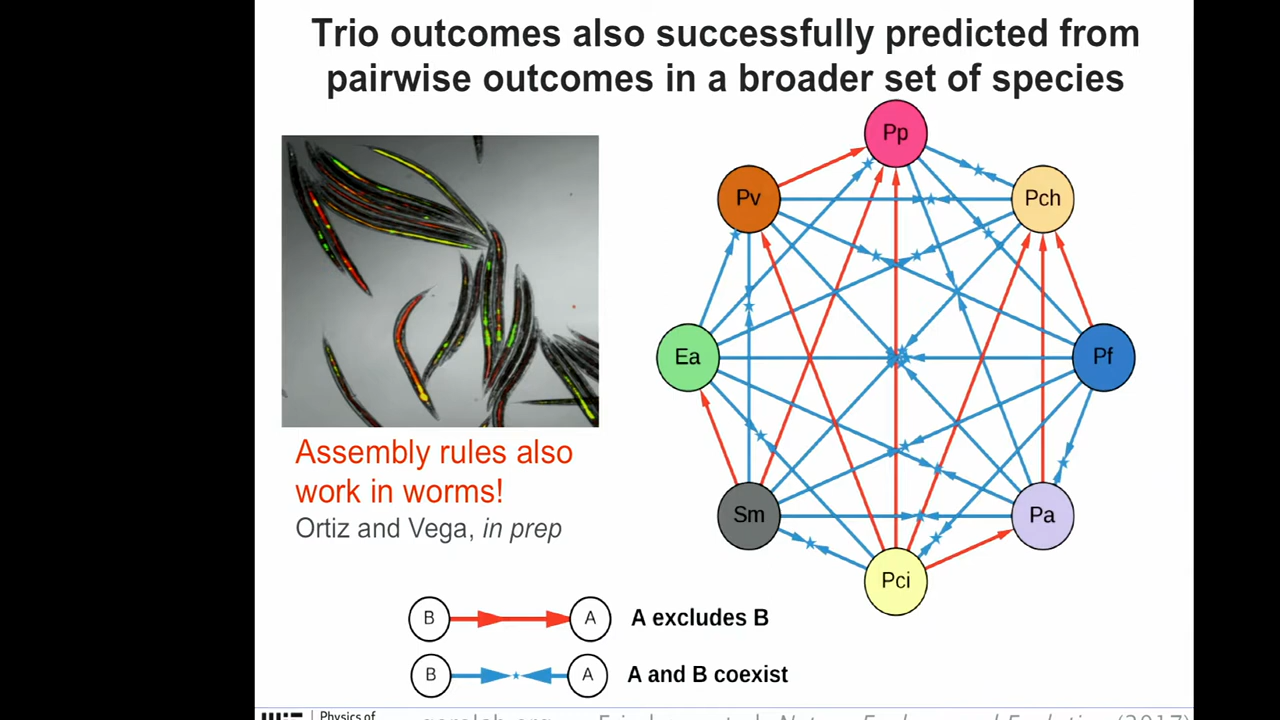 Trio outcomes also successfully predicted from
pairwise outcomes in a broader set of species
Pp
Pv
Pch
Ea
Pf
Sm
Pa
Pci
Assembly rules also
work in worms!
Ortiz and Vega, in prep
B
A
A excludes B
B
A
A and B coexist
Physics of